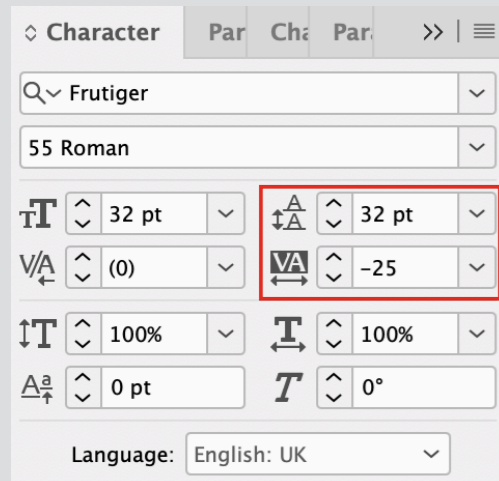 Character Par Cha Para
Frutiger
55 Roman
32 pt 32 pt
(0) -25
100% 100%
0 pt 0°
Language: English: UK